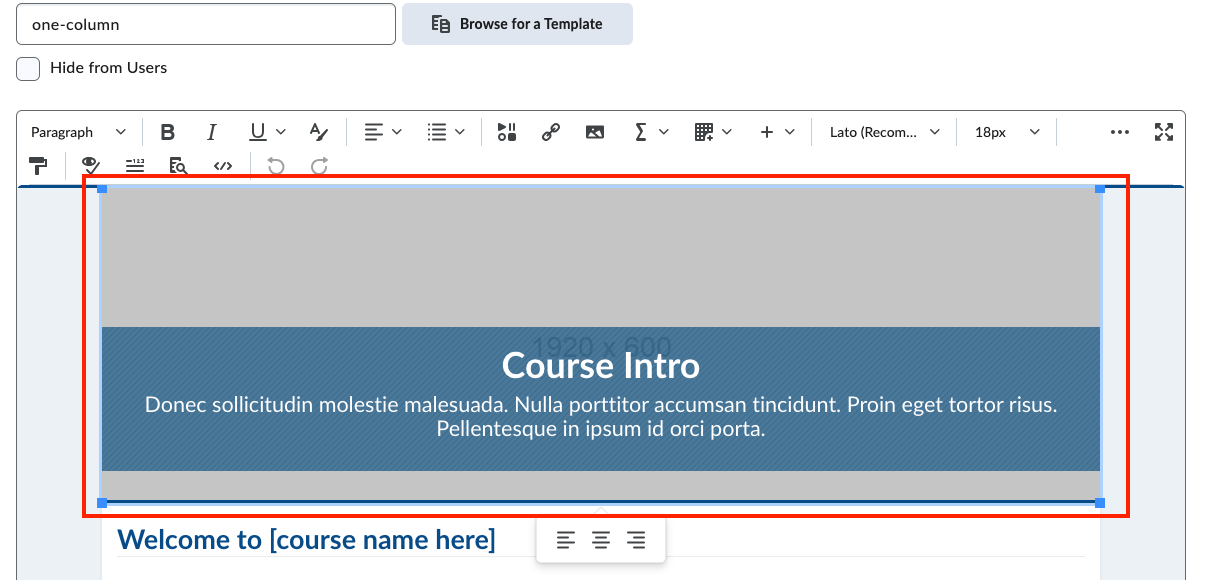 one-column
Browse for a Template
Hide from Users
Paragraph
Lato (Recom...
18px
1920 x 600
Course Intro
Donec sollicitudin molestie malesuada. Nulla porttitor accumsan tincidunt. Proin eget tortor risus.
Pellentesque in ipsum id orci porta.
Welcome to [course name here]